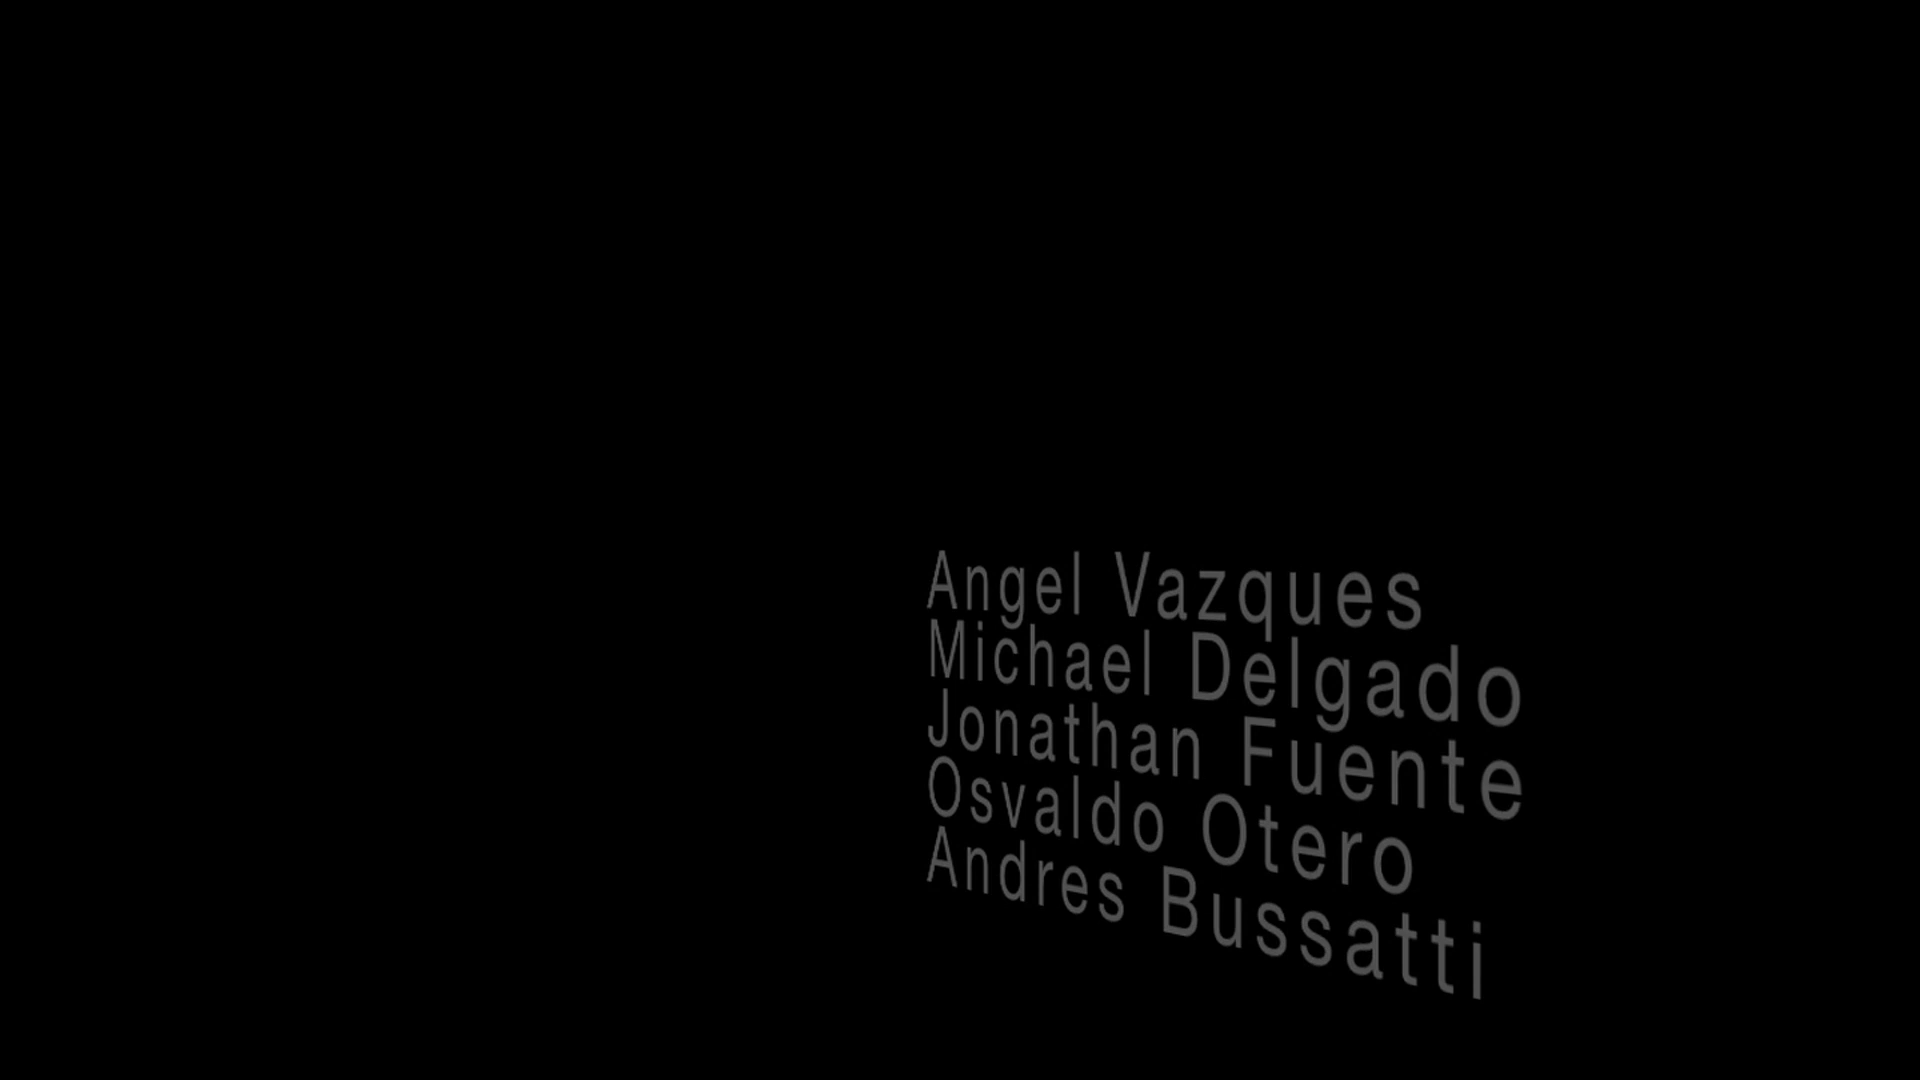 Angel Vazques
Michael Delgado
Jonathan Fuente
Osvaldo Otero
Andres Bussatti